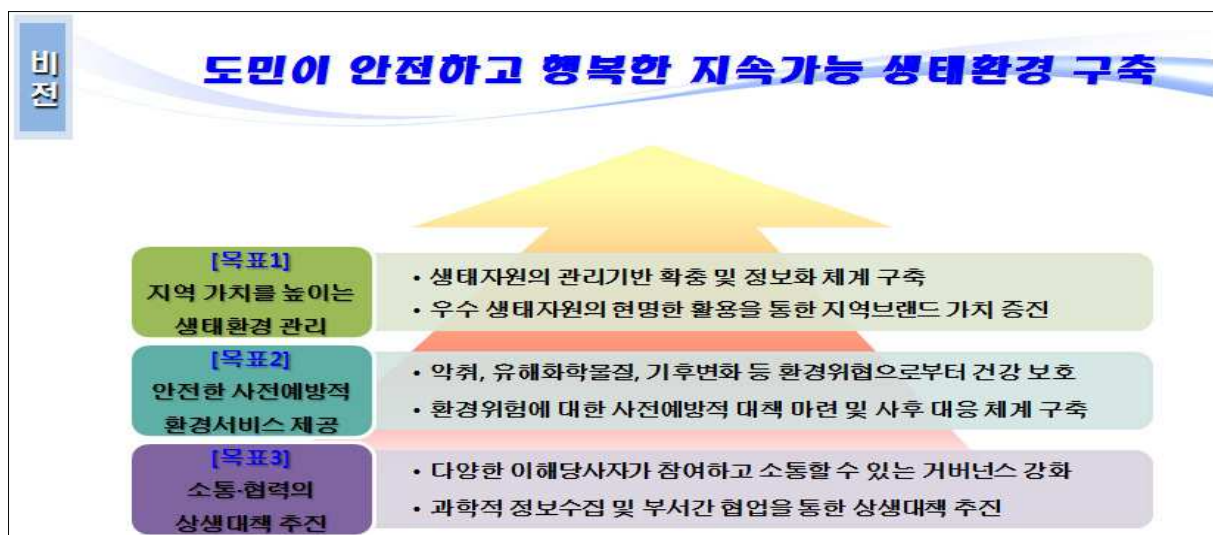 비전
도민이 안전하고 행복한 지속가능 생태환경 구축
[목표1]
지역 가치를 높이는
생태환경 관리
• 생태자원의 관리기반 확충 및 정보화 체계 구축
• 우수 생태자원의 현명한 활용을 통한 지역브랜드 가치 증진
[목표2]
안전한 사전예방적
환경서비스 제공
• 악취, 유해화학물질, 기후변화 등 환경위협으로부터 건강 보호
• 환경위험에 대한 사전예방적 대책 마련 및 사후 대응 체계 구축
[목표3]
소통·협력의
상생대책 추진
• 다양한 이해당사자가 참여하고 소통할 수 있는 거버넌스 강화
• 과학적 정보수집 및 부서간 협업을 통한 상생대책 추진